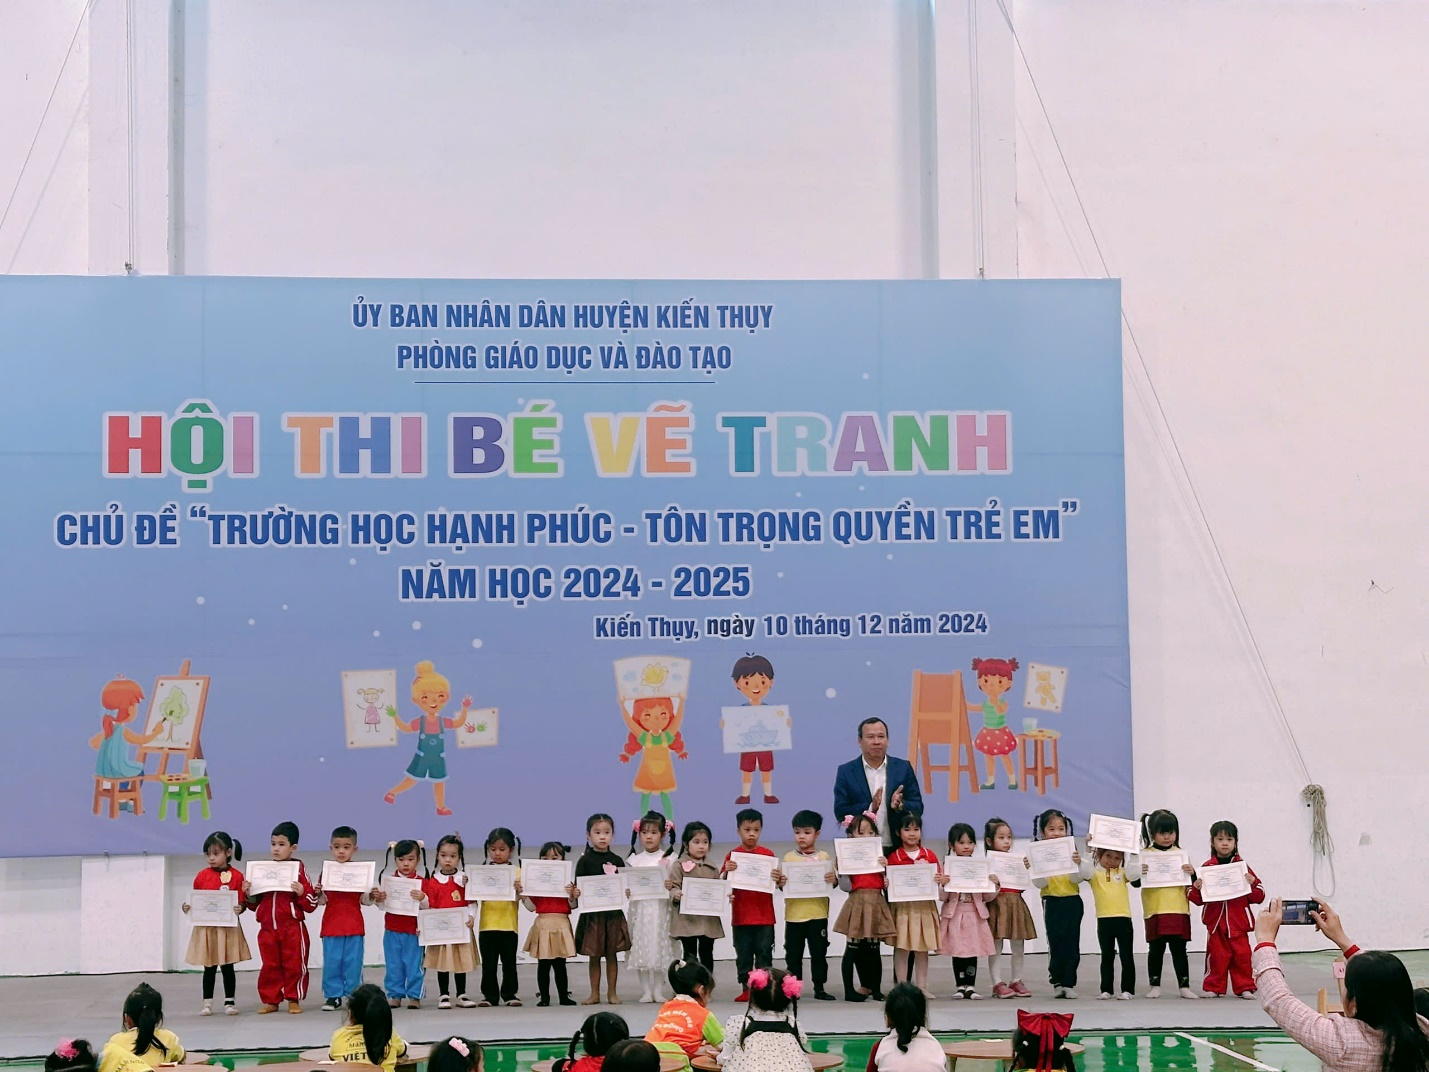 ỦY BAN NHÂN DÂN HUYỆN KIẾN THỤY
PHÒNG GIÁO DỤC VÀ ĐÀO TẠO
HỘI THI BÉ VẼ TRANH
CHỦ ĐỀ “TRƯỜNG HỌC HẠNH PHÚC - TÔN TRỌNG QUYỀN TRẺ EM”
NĂM HỌC 2024 - 2025
Kiến Thụy, ngày 10 tháng 12 năm 2024
VIỆT